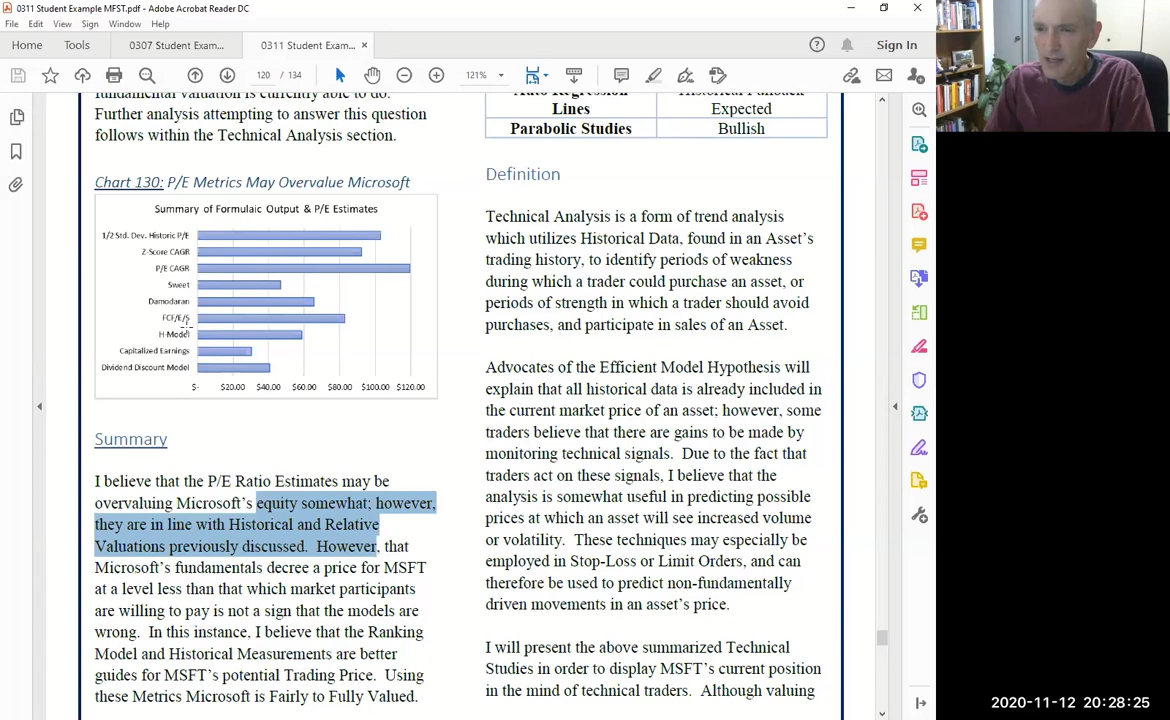 0311 Student Example MFST.pdf - Adobe Acrobat Reader DC
File Edit View Sign Window Help
Home Tools 0307 Student Exam... 0311 Student Exam... × Sign In
120 / 134 121%
fundamental valuation is currently able to do.
Further analysis attempting to answer this question
follows within the Technical Analysis section.
Chart 130: P/E Metrics May Overvalue Microsoft
Summary of Formulaic Output & P/E Estimates
1/2 Std. Dev. Historic P/E
Z-Score CAGR
P/E CAGR
Sweet
Damodaran
FCF/E/S
H-Model
Capitalized Earnings
Dividend Discount Model
$- $20.00 $40.00 $60.00 $80.00 $100.00 $120.00
Summary
I believe that the P/E Ratio Estimates may be
overvaluing Microsoft's equity somewhat; however,
they are in line with Historical and Relative
Valuations previously discussed. However, that
Microsoft's fundamentals decree a price for MSFT
at a level less than that which market participants
are willing to pay is not a sign that the models are
wrong. In this instance, I believe that the Ranking
Model and Historical Measurements are better
guides for MSFT's potential Trading Price. Using
these Metrics Microsoft is Fairly to Fully Valued.
Auto Regression Historical Pullback
Lines Expected
Parabolic Studies Bullish
Definition
Technical Analysis is a form of trend analysis
which utilizes Historical Data, found in an Asset's
trading history, to identify periods of weakness
during which a trader could purchase an asset, or
periods of strength in which a trader should avoid
purchases, and participate in sales of an Asset.
Advocates of the Efficient Model Hypothesis will
explain that all historical data is already included in
the current market price of an asset; however, some
traders believe that there are gains to be made by
monitoring technical signals. Due to the fact that
traders act on these signals, I believe that the
analysis is somewhat useful in predicting possible
prices at which an asset will see increased volume
or volatility. These techniques may especially be
employed in Stop-Loss or Limit Orders, and can
therefore be used to predict non-fundamentally
driven movements in an asset's price.
I will present the above summarized Technical
Studies in order to display MSFT's current position
in the mind of technical traders. Although valuing
2020-11-12 20:28:25